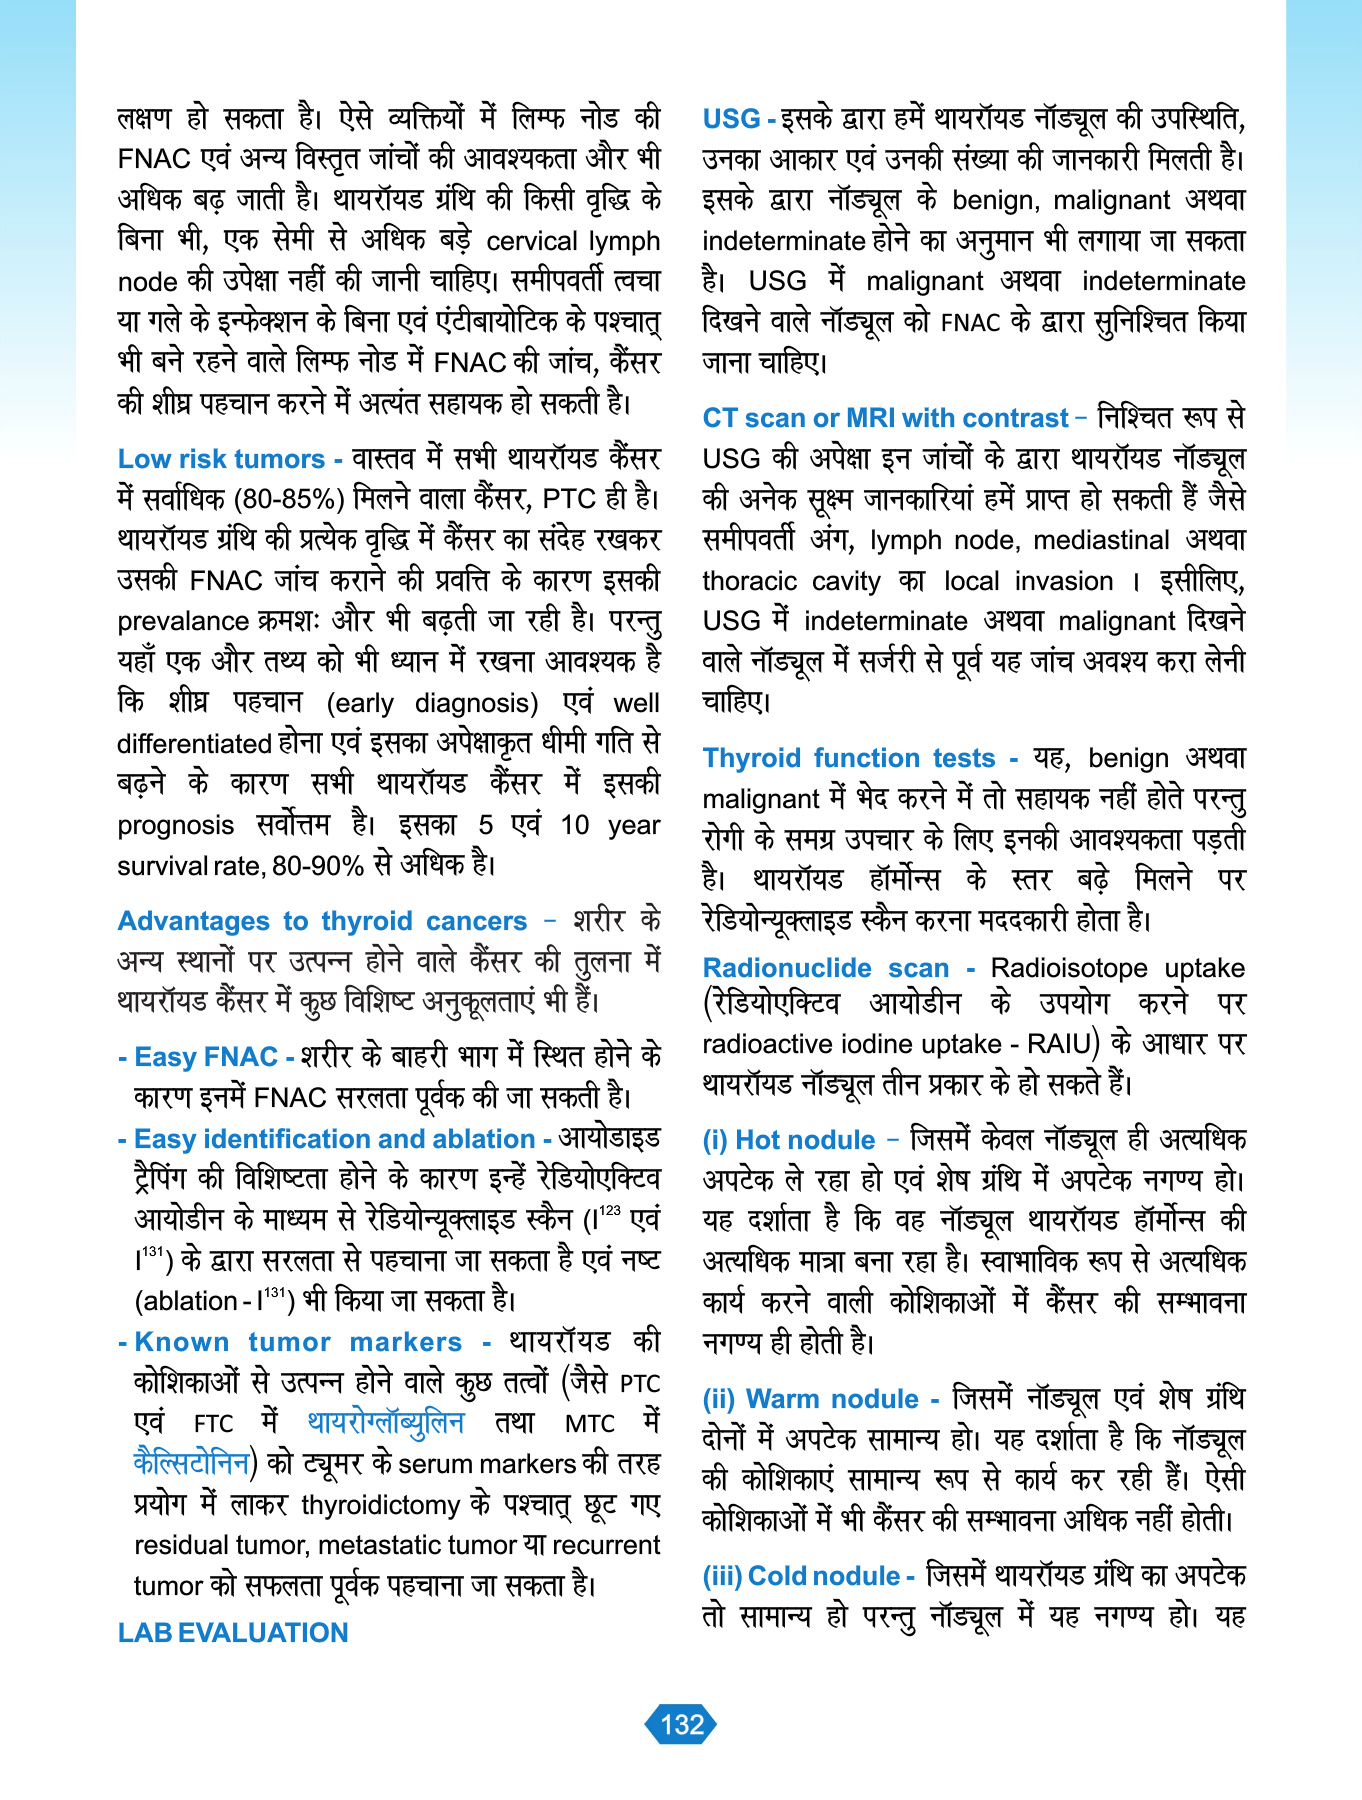 लक्षण हो सकता है। ऐसे व्यक्तियों में लिम्फ नोड की
FNAC एवं अन्य विस्तृत जांचों की आवश्यकता और भी
अधिक बढ़ जाती है। थायरॉयड ग्रंथि की किसी वृद्धि के
बिना भी, एक सेमी से अधिक बड़े cervical lymph
node की उपेक्षा नहीं की जानी चाहिए। समीपवर्ती त्वचा
या गले के इन्फेक्शन के बिना एवं एंटीबायोटिक के पश्चात्
भी बने रहने वाले लिम्फ नोड में FNAC की जांच, कैंसर
की शीघ्र पहचान करने में अत्यंत सहायक हो सकती है।
Low risk tumors - वास्तव में सभी थायरॉयड कैंसर
में सर्वाधिक (80-85%) मिलने वाला कैंसर, PTC ही है।
थायरॉयड ग्रंथि की प्रत्येक वृद्धि में कैंसर का संदेह रखकर
उसकी FNAC जांच कराने की प्रवत्ति के कारण इसकी
prevalance क्रमशः और भी बढ़ती जा रही है। परन्तु
यहाँ एक और तथ्य को भी ध्यान में रखना आवश्यक है
कि शीघ्र पहचान (early diagnosis) एवं well
differentiated होना एवं इसका अपेक्षाकृत धीमी गति से
बढ़ने के कारण सभी थायरॉयड कैंसर में इसकी
prognosis सर्वोत्तम है। इसका 5 एवं 10 year
survival rate, 80-90% से अधिक है।
Advantages to thyroid cancers – शरीर के
अन्य स्थानों पर उत्पन्न होने वाले कैंसर की तुलना में
थायरॉयड कैंसर में कुछ विशिष्ट अनुकूलताएं भी हैं।
- Easy FNAC - शरीर के बाहरी भाग में स्थित होने के
कारण इनमें FNAC सरलता पूर्वक की जा सकती है।
- Easy identification and ablation - आयोडाइड
ट्रैपिंग की विशिष्टता होने के कारण इन्हें रेडियोएक्टिव
आयोडीन के माध्यम से रेडियोन्यूक्लाइड स्कैन (I¹²³ एवं
I¹³¹) के द्वारा सरलता से पहचाना जा सकता है एवं नष्ट
(ablation - I¹³¹) भी किया जा सकता है।
- Known tumor markers - थायरॉयड की
कोशिकाओं से उत्पन्न होने वाले कुछ तत्वों (जैसे PTC
एवं FTC में थायरोग्लॉब्युलिन तथा MTC में
कैल्सिटोनिन) को ट्यूमर के serum markers की तरह
प्रयोग में लाकर thyroidictomy के पश्चात् छूट गए
residual tumor, metastatic tumor या recurrent
tumor को सफलता पूर्वक पहचाना जा सकता है।
LAB EVALUATION
USG - इसके द्वारा हमें थायरॉयड नॉड्यूल की उपस्थिति,
उनका आकार एवं उनकी संख्या की जानकारी मिलती है।
इसके द्वारा नॉड्यूल के benign, malignant अथवा
indeterminate होने का अनुमान भी लगाया जा सकता
है। USG में malignant अथवा indeterminate
दिखने वाले नॉड्यूल को FNAC के द्वारा सुनिश्चित किया
जाना चाहिए।
CT scan or MRI with contrast – निश्चित रूप से
USG की अपेक्षा इन जांचों के द्वारा थायरॉयड नॉड्यूल
की अनेक सूक्ष्म जानकारियां हमें प्राप्त हो सकती हैं जैसे
समीपवर्ती अंग, lymph node, mediastinal अथवा
thoracic cavity का local invasion । इसीलिए,
USG में indeterminate अथवा malignant दिखने
वाले नॉड्यूल में सर्जरी से पूर्व यह जांच अवश्य करा लेनी
चाहिए।
Thyroid function tests - यह, benign अथवा
malignant में भेद करने में तो सहायक नहीं होते परन्तु
रोगी के समग्र उपचार के लिए इनकी आवश्यकता पड़ती
है। थायरॉयड हॉर्मोन्स के स्तर बढ़े मिलने पर
रेडियोन्यूक्लाइड स्कैन करना मददकारी होता है।
Radionuclide scan - Radioisotope uptake
(रेडियोएक्टिव आयोडीन के उपयोग करने पर
radioactive iodine uptake - RAIU) के आधार पर
थायरॉयड नॉड्यूल तीन प्रकार के हो सकते हैं।
(i) Hot nodule – जिसमें केवल नॉड्यूल ही अत्यधिक
अपटेक ले रहा हो एवं शेष ग्रंथि में अपटेक नगण्य हो।
यह दर्शाता है कि वह नॉड्यूल थायरॉयड हॉर्मोन्स की
अत्यधिक मात्रा बना रहा है। स्वाभाविक रूप से अत्यधिक
कार्य करने वाली कोशिकाओं में कैंसर की सम्भावना
नगण्य ही होती है।
(ii) Warm nodule - जिसमें नॉड्यूल एवं शेष ग्रंथि
दोनों में अपटेक सामान्य हो। यह दर्शाता है कि नॉड्यूल
की कोशिकाएं सामान्य रूप से कार्य कर रही हैं। ऐसी
कोशिकाओं में भी कैंसर की सम्भावना अधिक नहीं होती।
(iii) Cold nodule - जिसमें थायरॉयड ग्रंथि का अपटेक
तो सामान्य हो परन्तु नॉड्यूल में यह नगण्य हो। यह
132